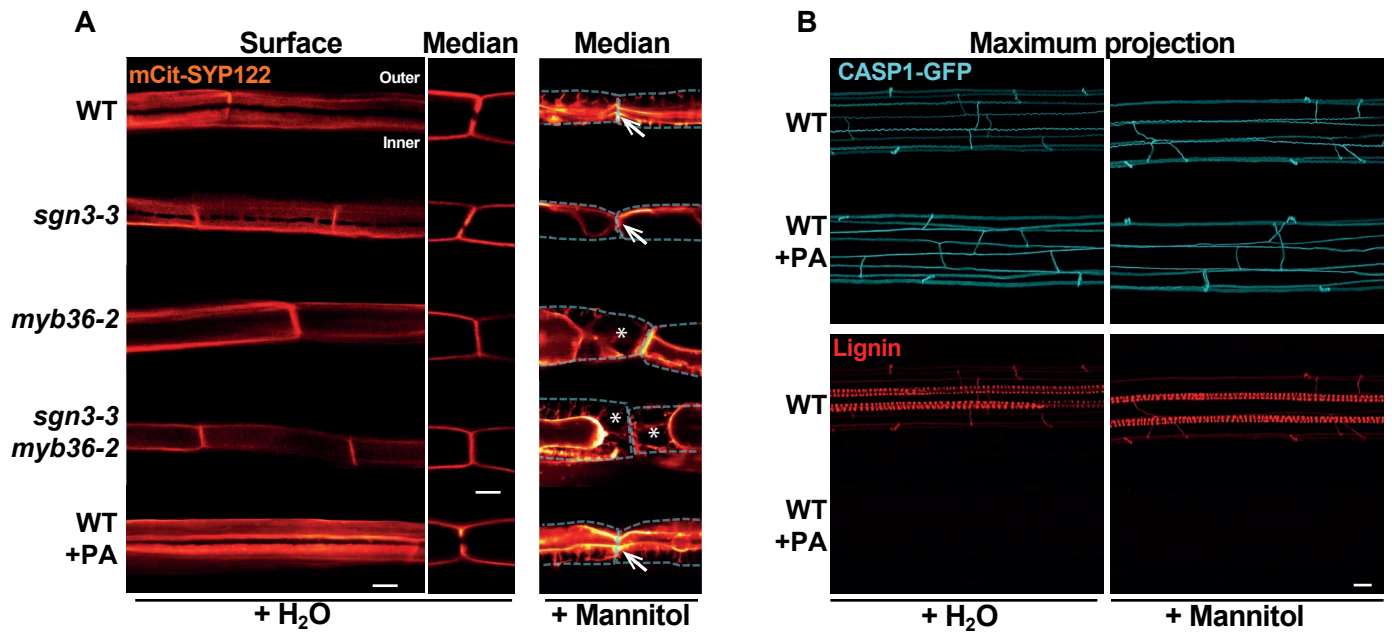 A
Surface
Median
Median
mCit-SYP122
Outer
WT
Inner
sgn3-3
myb36-2
*
sgn3-3
myb36-2
* *
WT
+PA
+ H₂O
+ Mannitol
B
Maximum projection
CASP1-GFP
WT
WT
+PA
Lignin
WT
WT
+PA
+ H₂O
+ Mannitol